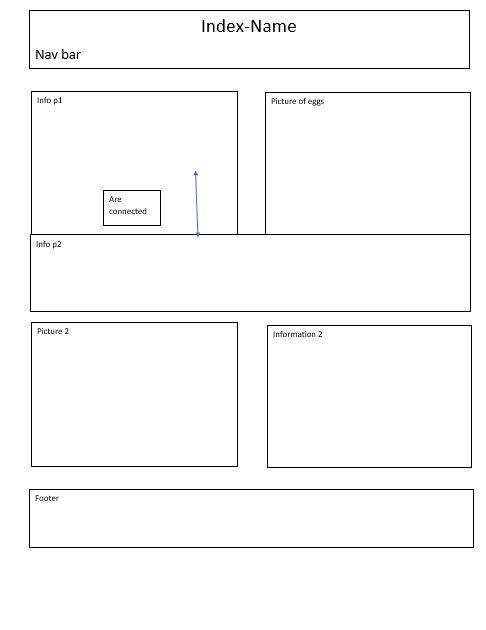 Index-Name
Nav bar
Info p1
Picture of eggs
Are
connected
Info p2
Picture 2
Information 2
Footer